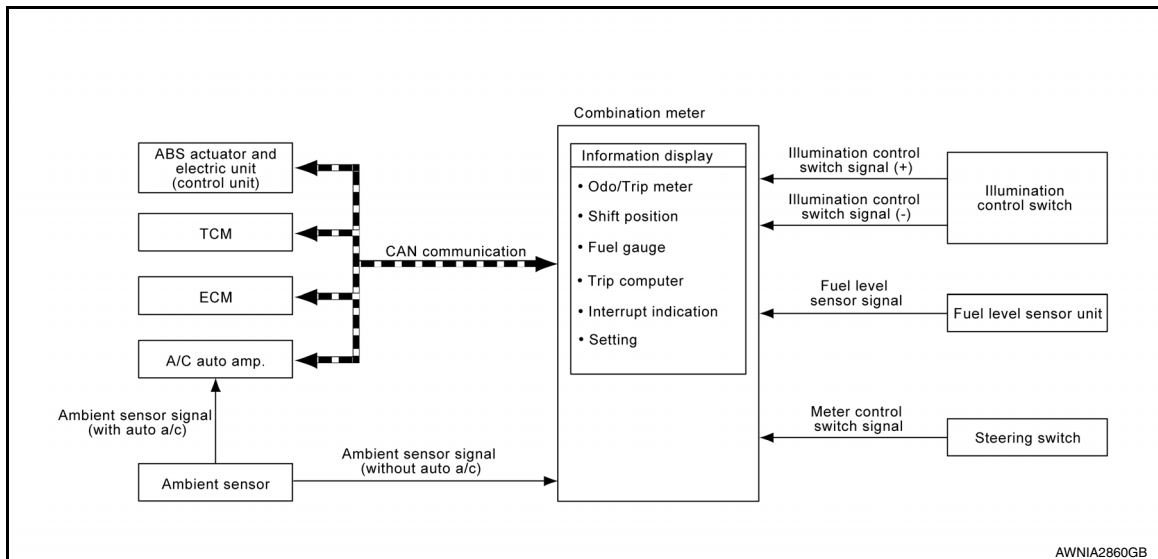 Combination meter
ABS actuator and
electric unit
(control unit)
TCM
ECM
A/C auto amp.
Ambient sensor signal
(with auto a/c)
Ambient sensor
CAN communication
Ambient sensor signal
(without auto a/c)
Information display
• Odo/Trip meter
• Shift position
• Fuel gauge
• Trip computer
• Interrupt indication
• Setting
Illumination control
switch signal (+)
Illumination control
switch signal (-)
Illumination
control switch
Fuel level
sensor signal
Fuel level sensor unit
Meter control
switch signal
Steering switch
AWNIA2860GB